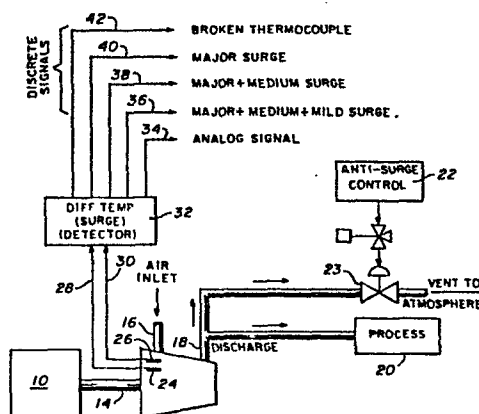 42
BROKEN THERMOCOUPLE
40
MAJOR SURGE
38
MAJOR+MEDIUM SURGE
36
MAJOR+MEDIUM+MILD SURGE.
34
ANALOG SIGNAL
DISCRETE
SIGNALS
ANTI-SURGE
CONTROL
22
DIFF TEMP
(SURGE)
(DETECTOR)
32
28
30
AIR
INLET
23
VENT TO
ATMOSPHERE
16
26
24
18
DISCHARGE
PROCESS
20
10
14